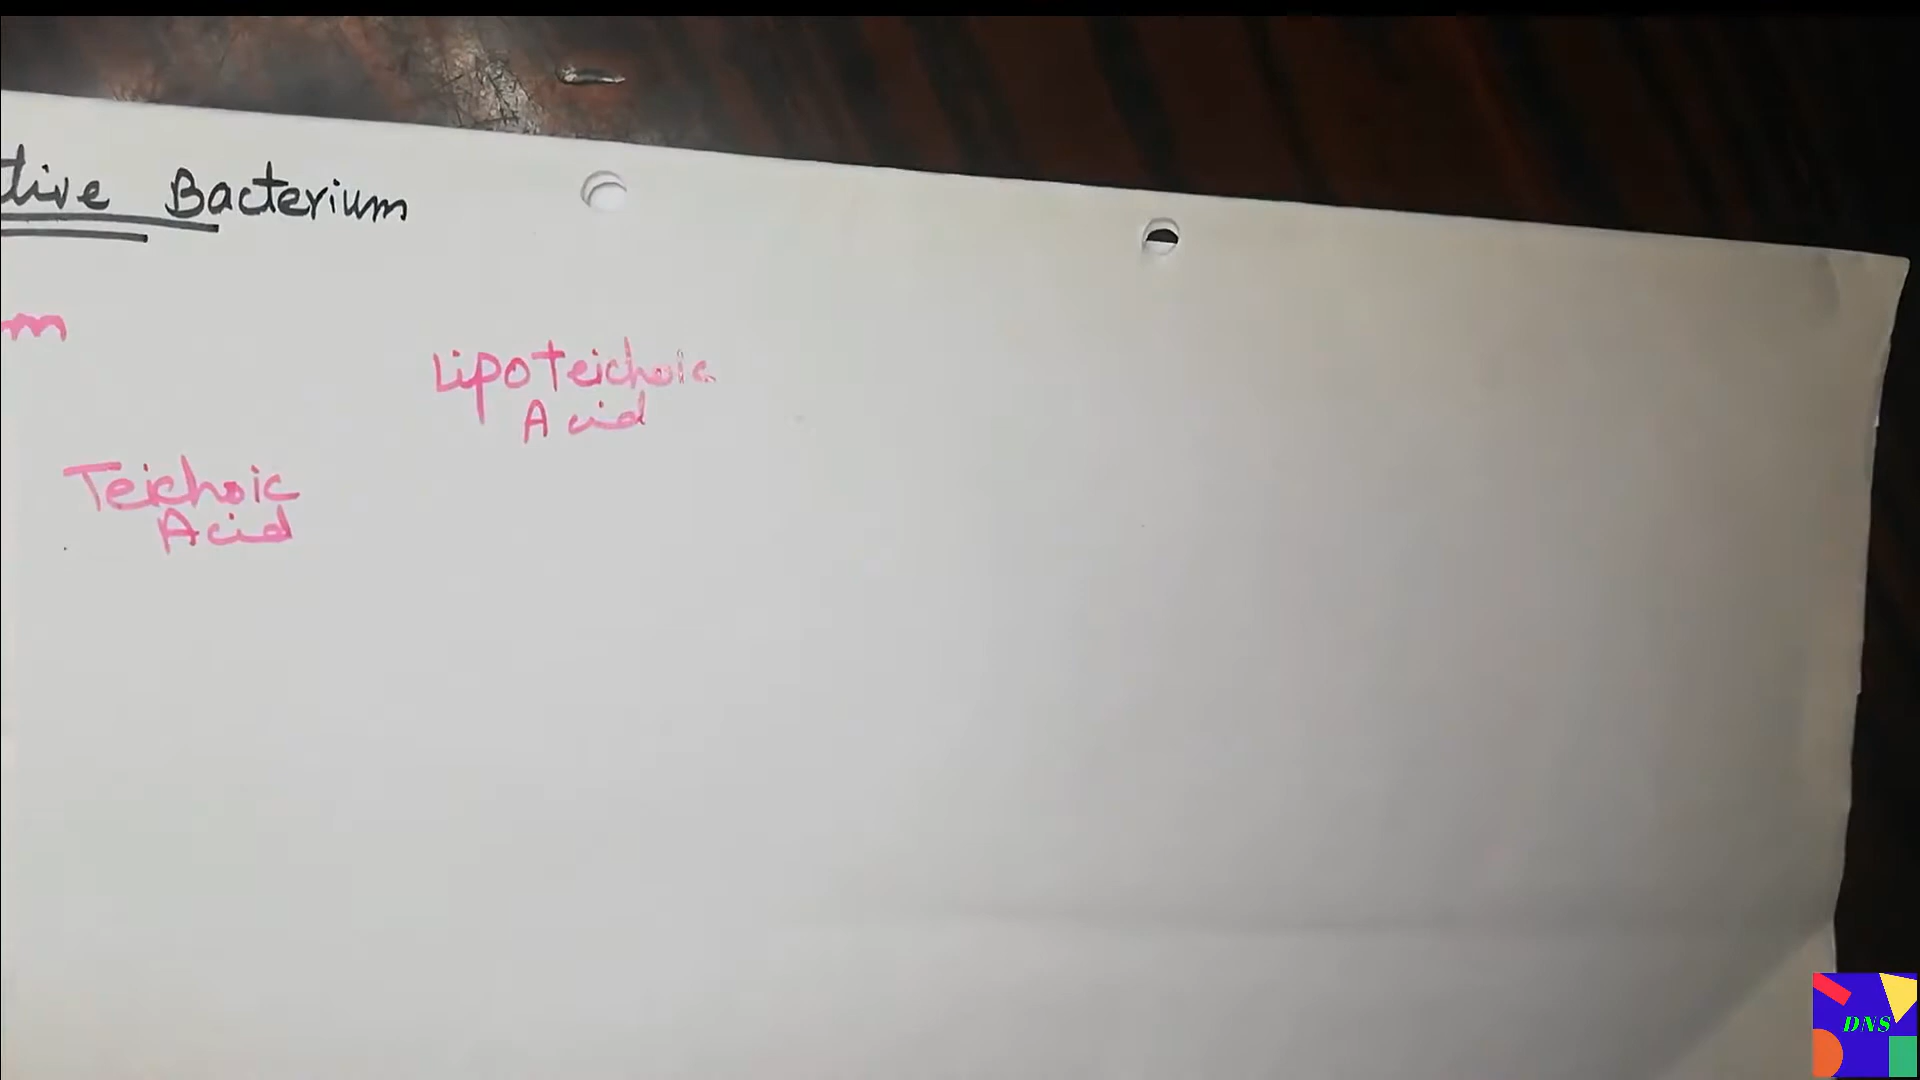 tive Bacterium
m
Lipoteichoic
Acid
Teichoic
Acid
DNS